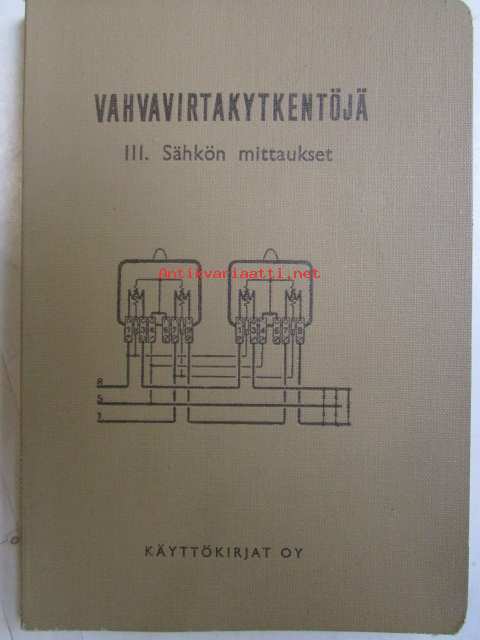 VAHVAVIRTAKYTKENTÖJÄ
III. Sähkön mittaukset
Antikvariaatti.net
R
S
KÄYTTÖKIRJAT OY